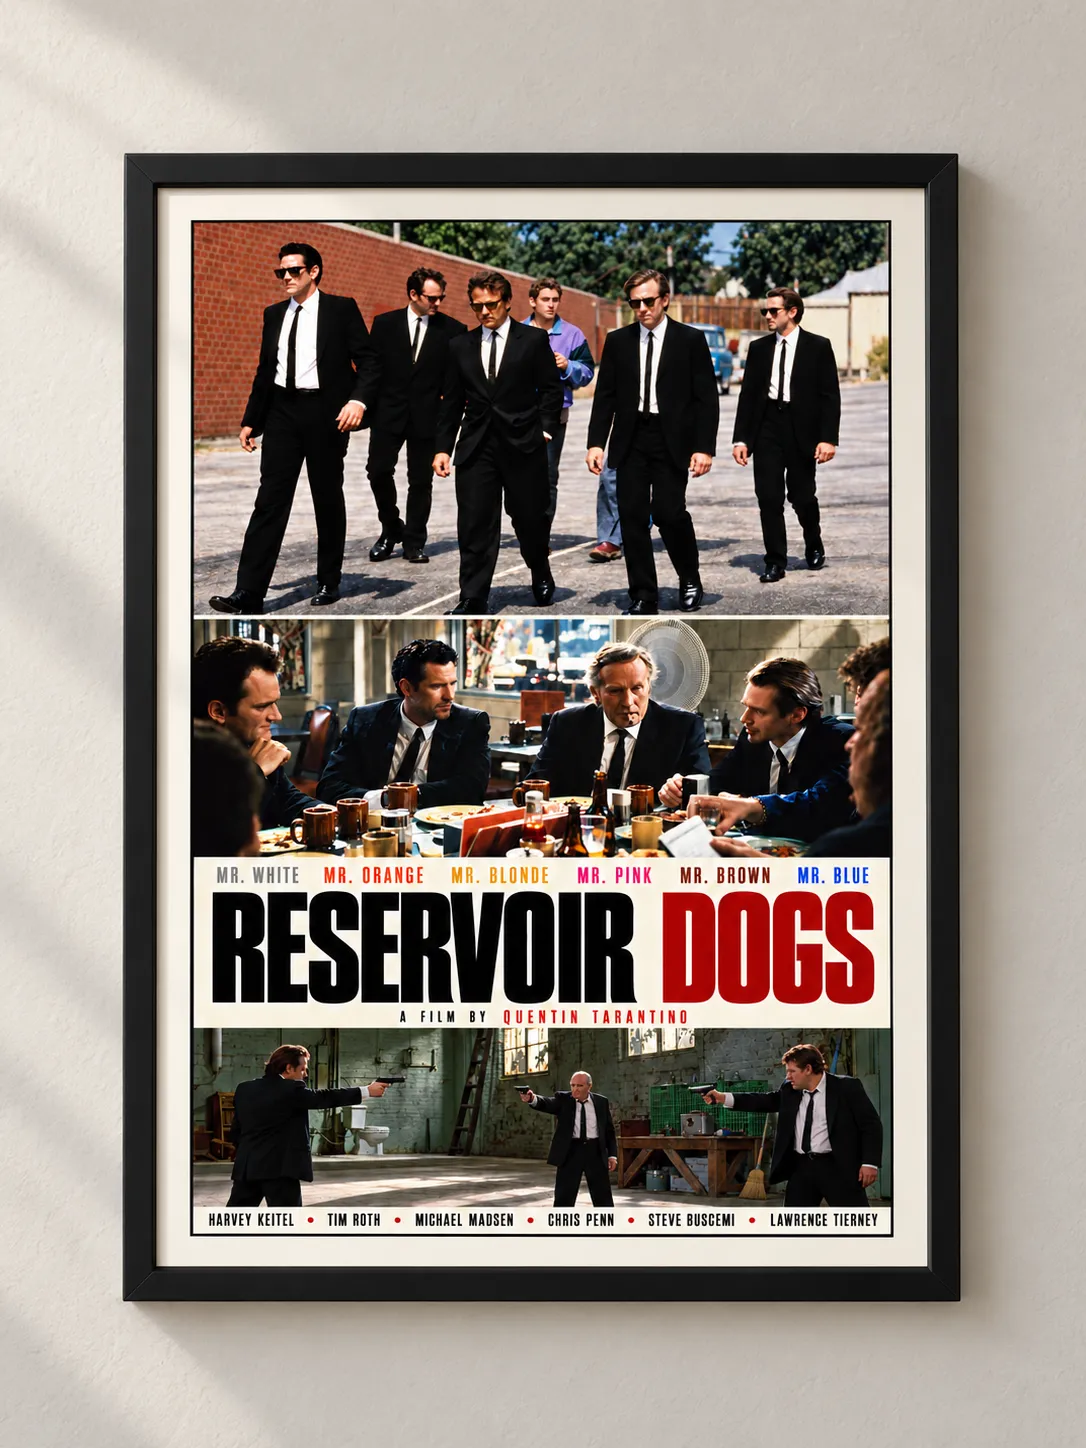 MR. WHITE MR. ORANGE MR. BLONDE MR. PINK MR. BROWN MR. BLUE
RESERVOIR DOGS
A FILM BY QUENTIN TARANTINO
HARVEY KEITEL • TIM ROTH • MICHAEL MADSEN • CHRIS PENN • STEVE BUSCEMI • LAWRENCE TIERNEY